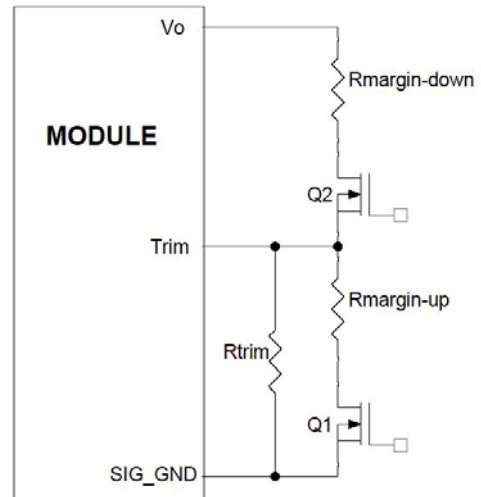 Vo
Rmargin-down
MODULE
Q2
Trim
Rmargin-up
Rtrim
Q1
SIG_GND